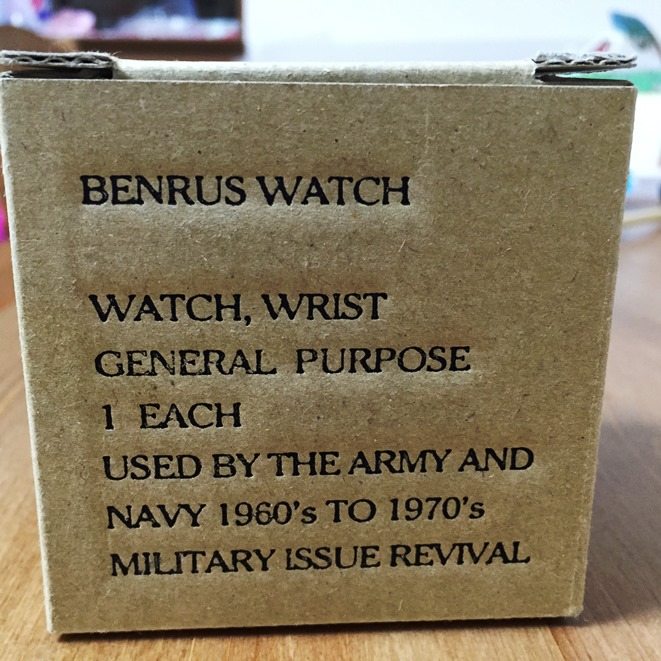 BENRUS WATCH
WATCH, WRIST
GENERAL PURPOSE
1 EACH
USED BY THE ARMY AND
NAVY 1960's TO 1970's
MILITARY ISSUE REVIVAL